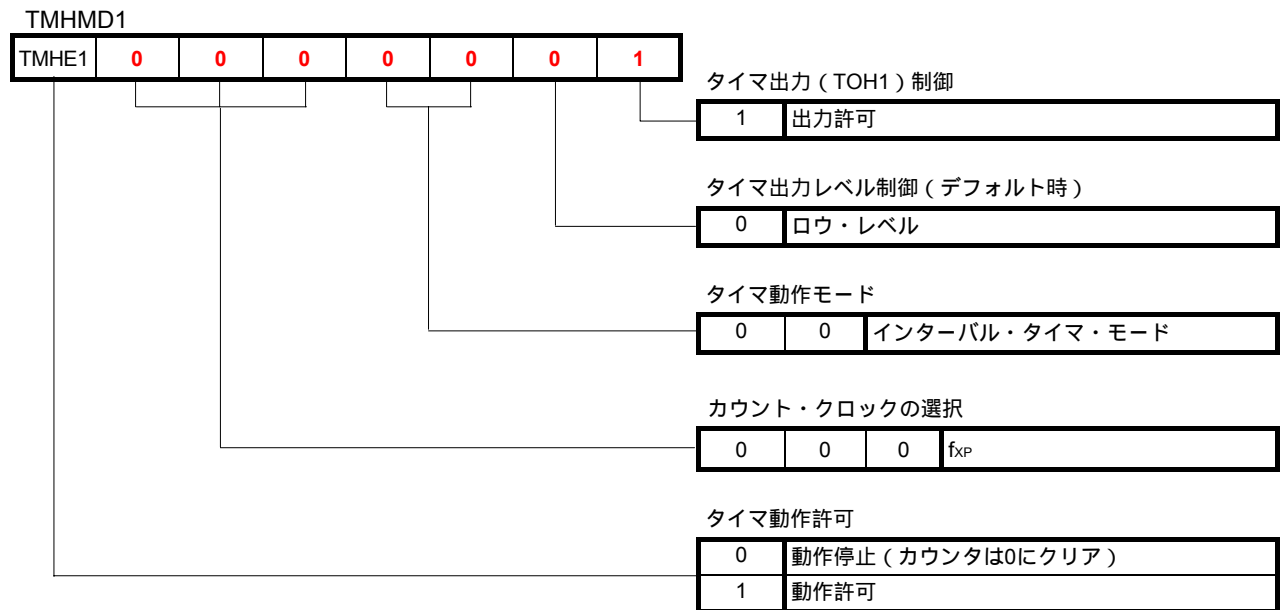 TMHMD1
TMHE1 0 0 0 0 0 0 1
タイマ出力(TOH1)制御
1 出力許可
タイマ出力レベル制御(デフォルト時)
0 ロウ・レベル
タイマ動作モード
0 0 インターバル・タイマ・モード
カウント・クロックの選択
0 0 0 fXP
タイマ動作許可
0 動作停止(カウンタは0にクリア)
1 動作許可